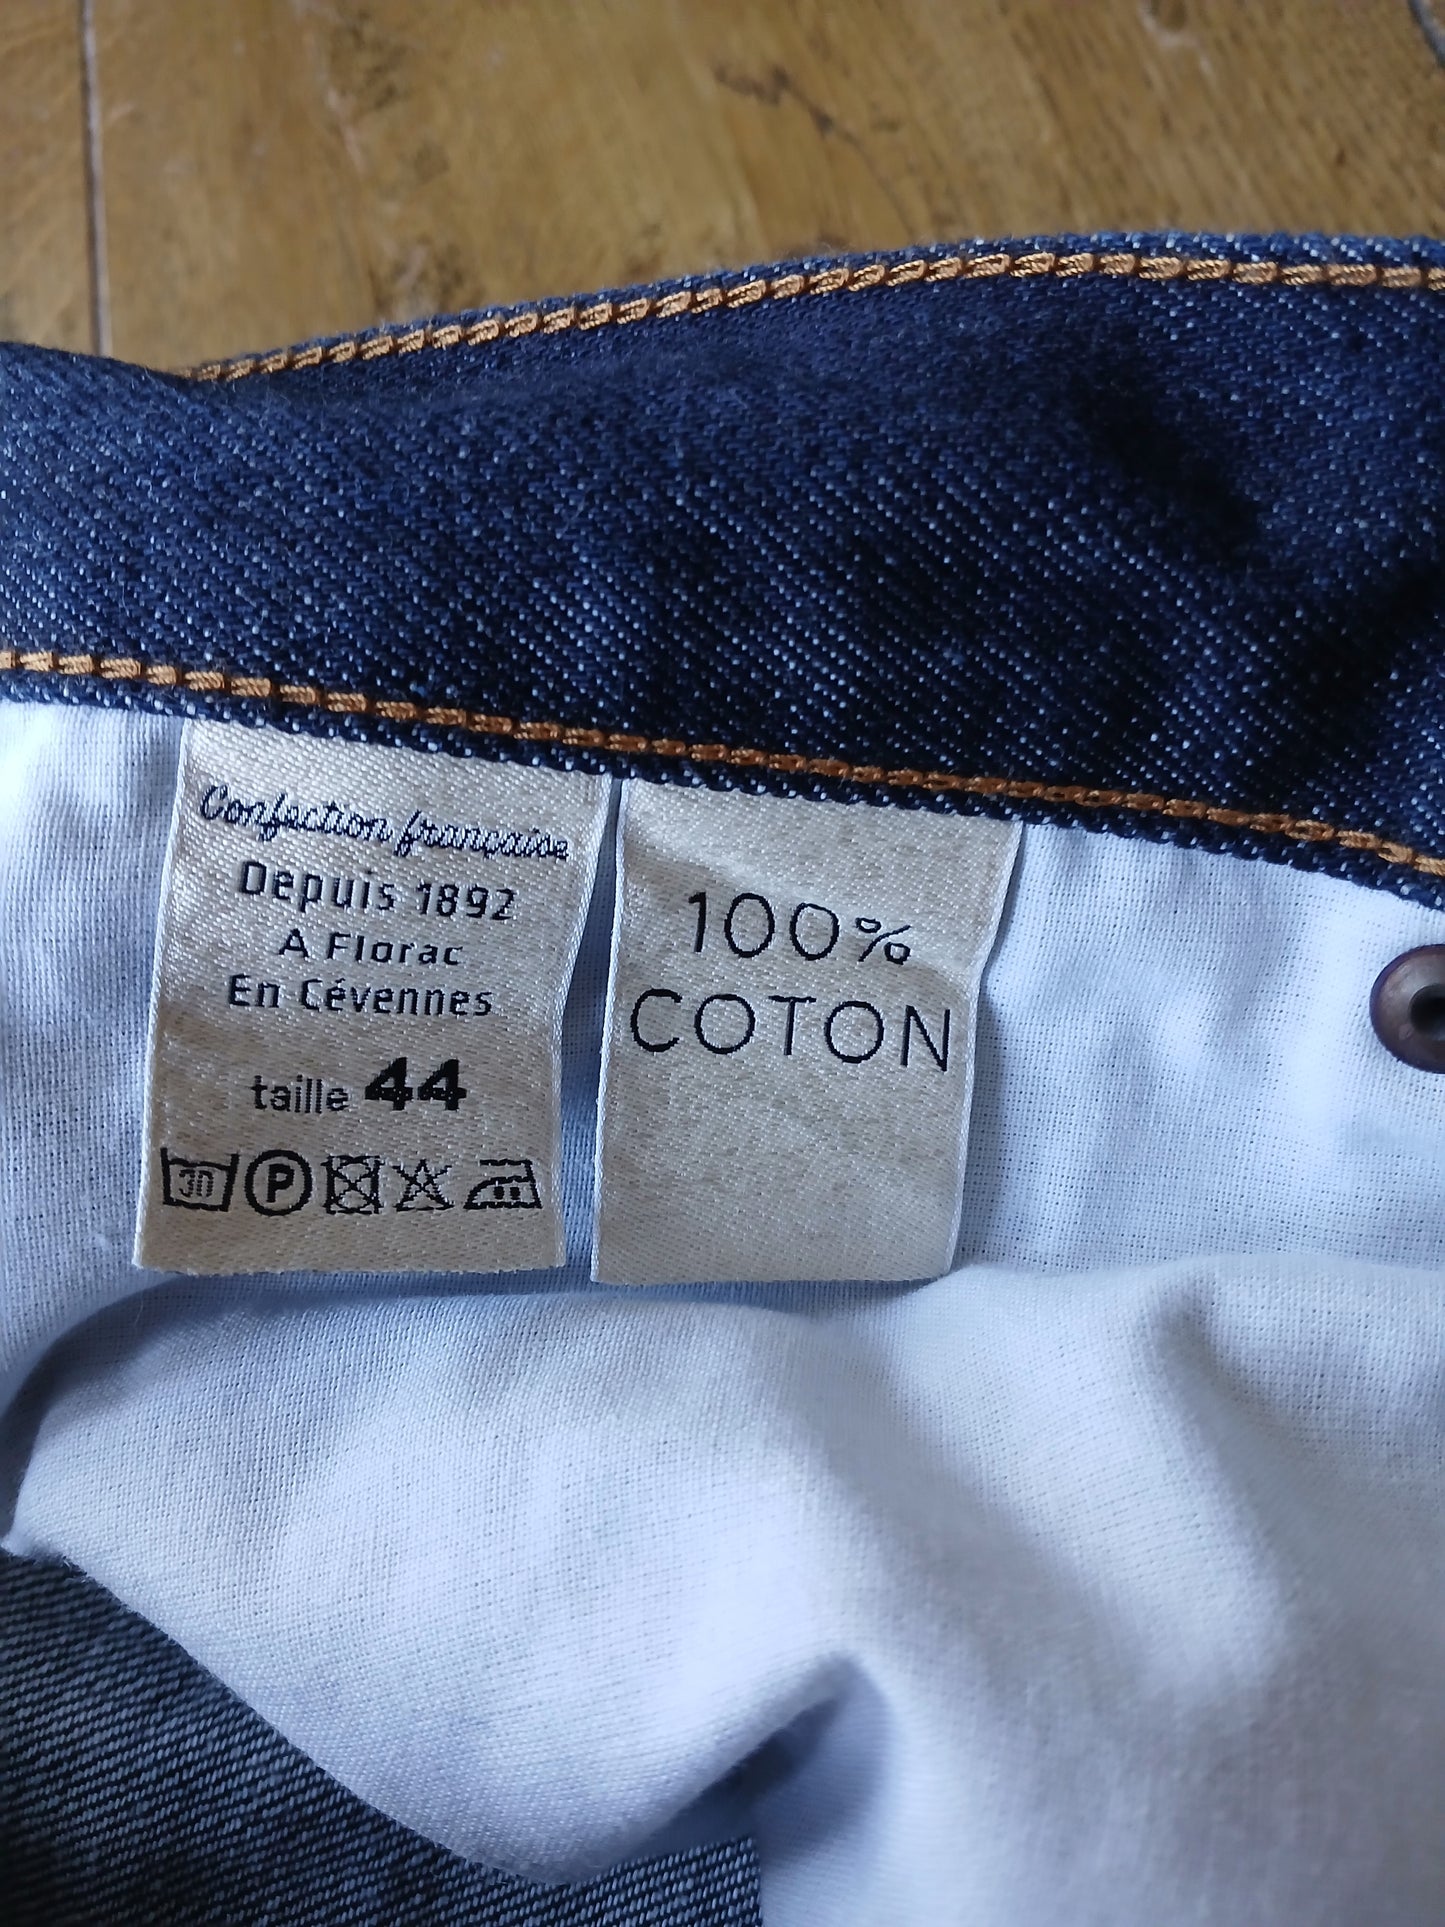 Confection française
Depuis 1892
A Florac
En Cévennes
taille 44
30 P
100%
COTON